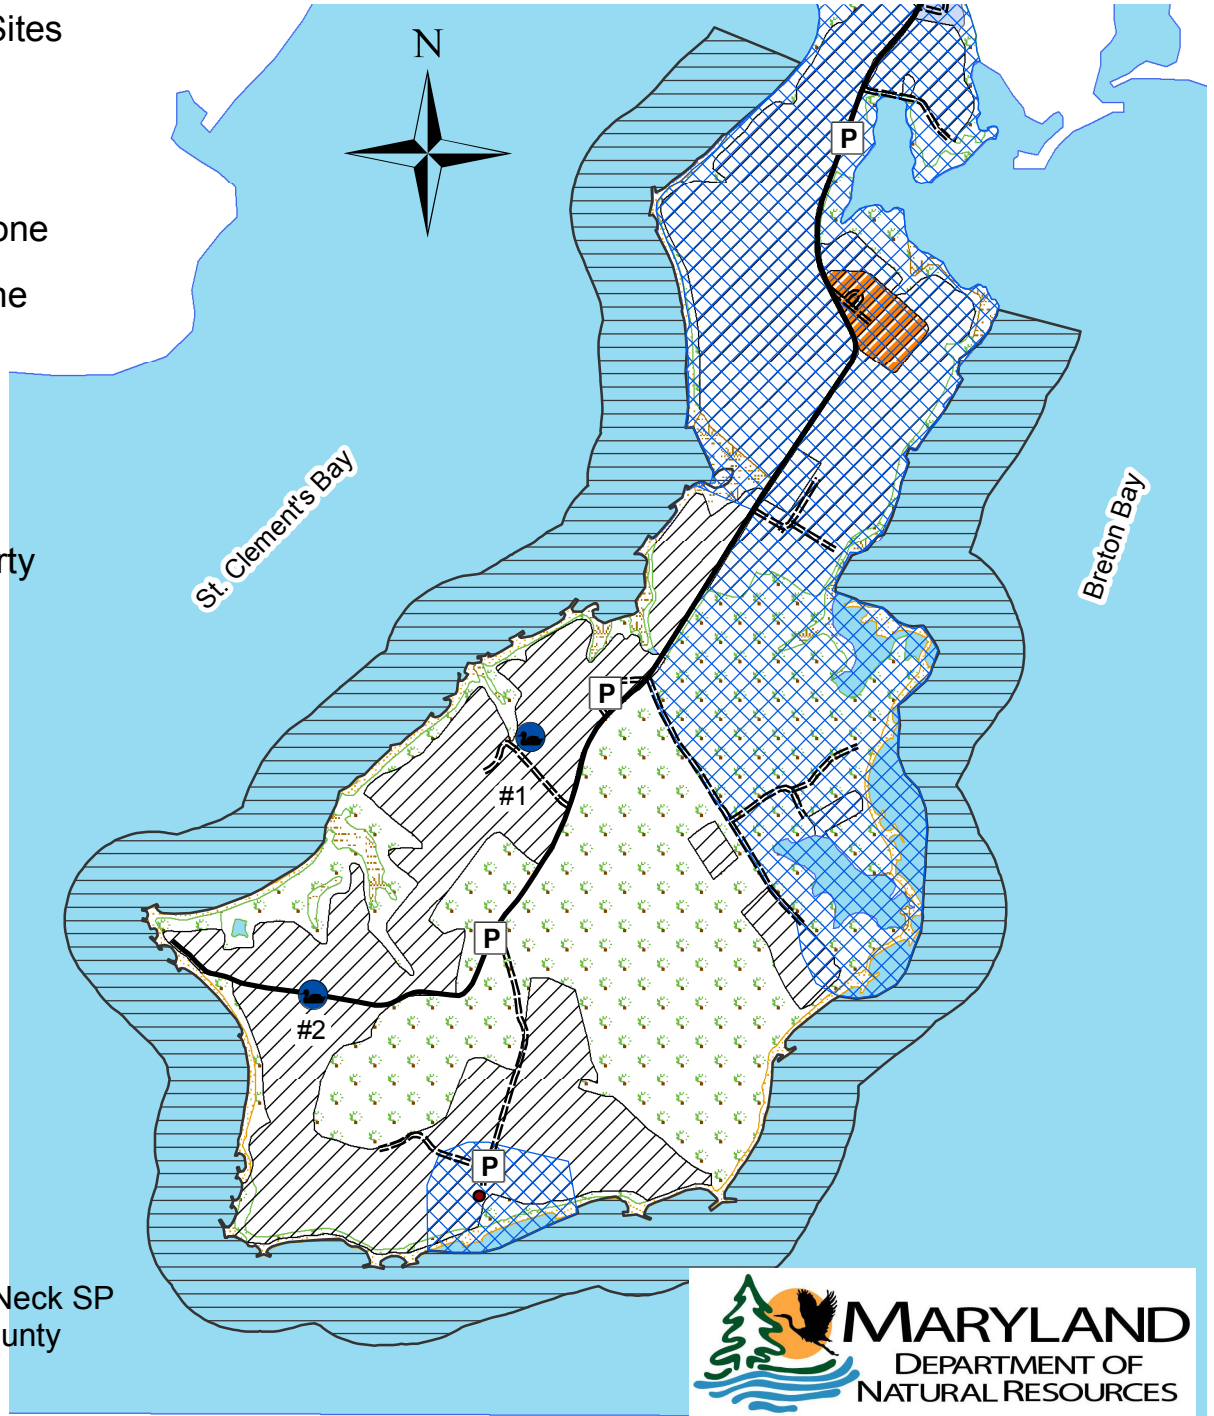 Sites
N
P
one
ne
St. Clement's Bay
Breton Bay
rty
P
#1
P
#2
P
Neck SP
unty
MARYLAND
DEPARTMENT OF
NATURAL RESOURCES